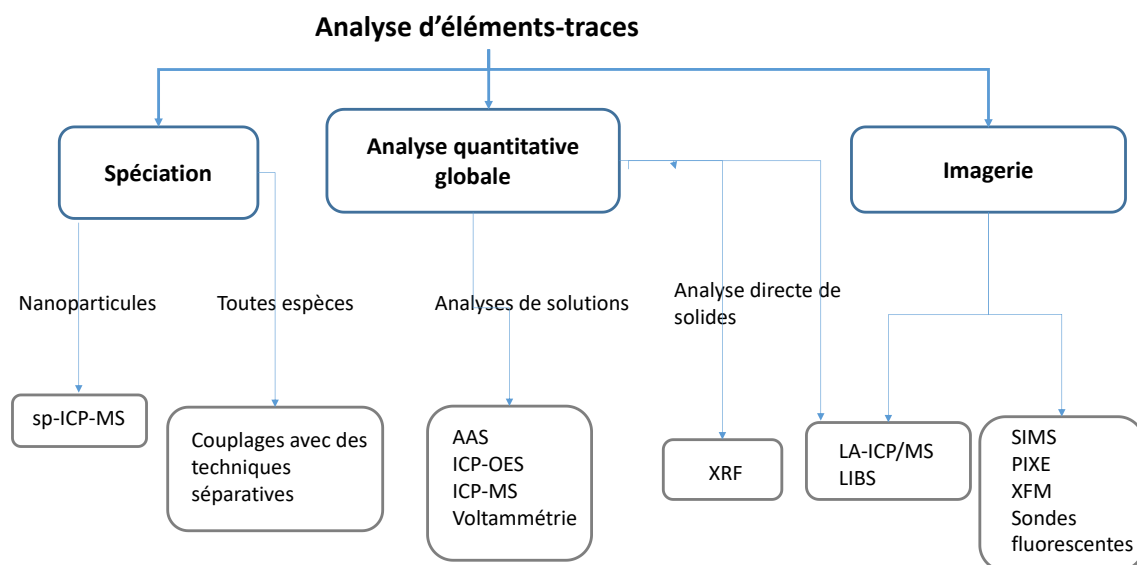 Analyse d’éléments-traces
Spéciation
Analyse quantitative
globale
Imagerie
Nanoparticules
Toutes espèces
Analyses de solutions
Analyse directe de
solides
sp-ICP-MS
Couplages avec des
techniques
séparatives
AAS
ICP-OES
ICP-MS
Voltammétrie
XRF
LA-ICP/MS
LIBS
SIMS
PIXE
XFM
Sondes
fluorescentes